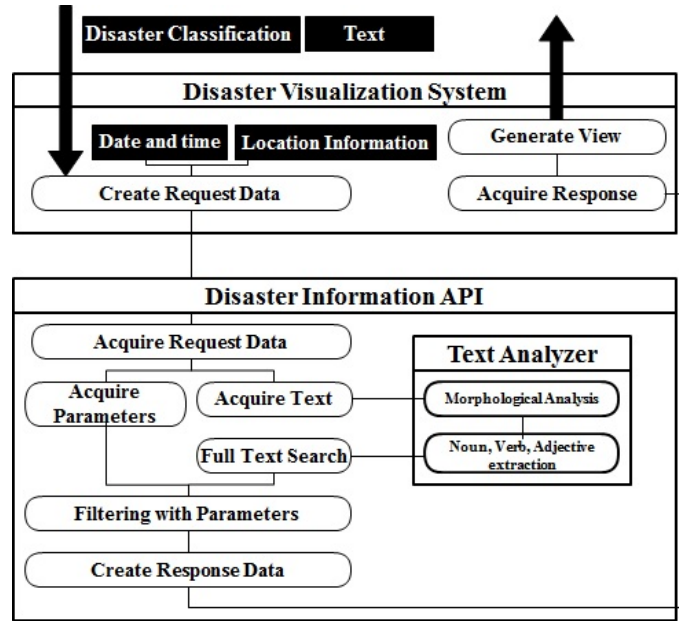 Disaster Classification
Text
Disaster Visualization System
Date and time
Location Information
Generate View
Create Request Data
Acquire Response
Disaster Information API
Acquire Request Data
Text Analyzer
Acquire
Parameters
Acquire Text
Morphological Analysis
Full Text Search
Noun, Verb, Adjective
extraction
Filtering with Parameters
Create Response Data